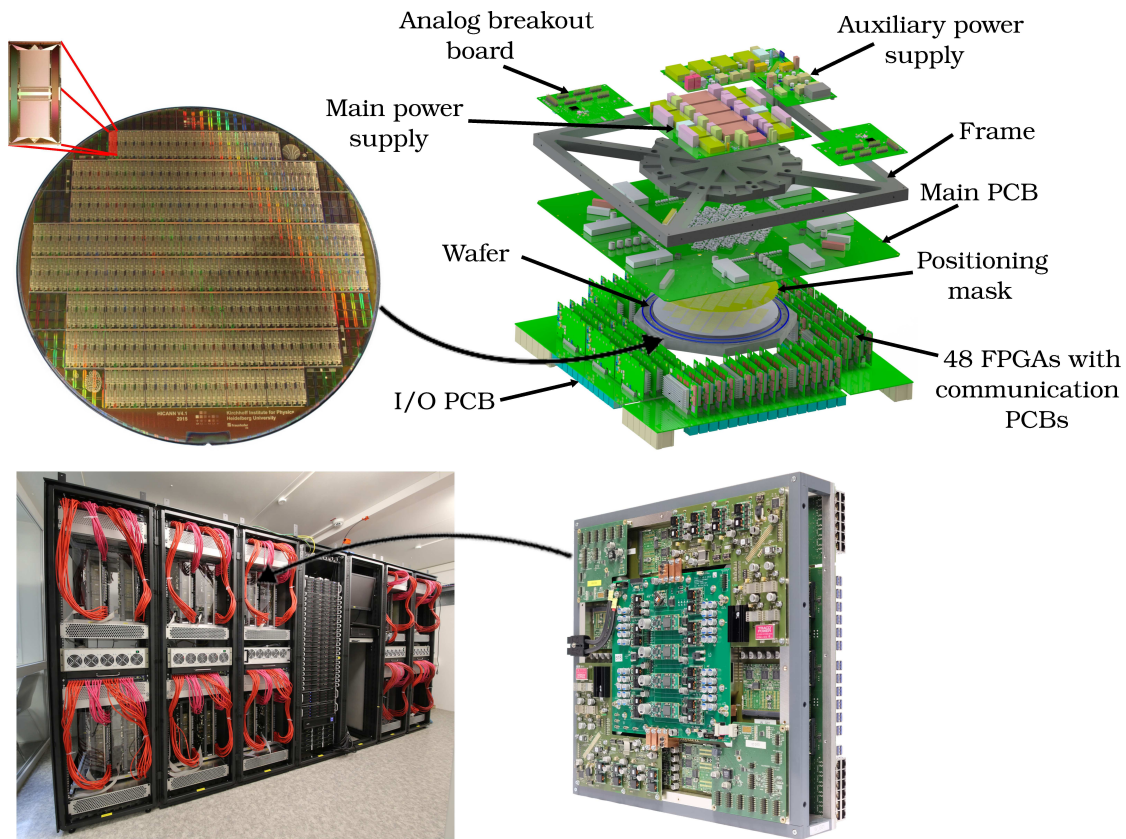 Analog breakout
board
Auxiliary power
supply
Main power
supply
Frame
Main PCB
Wafer
Positioning
mask
I/O PCB
48 FPGAs with
communication
PCBs
HICANN V4.1
Kirchhoff Institute for Physics
Heidelberg University